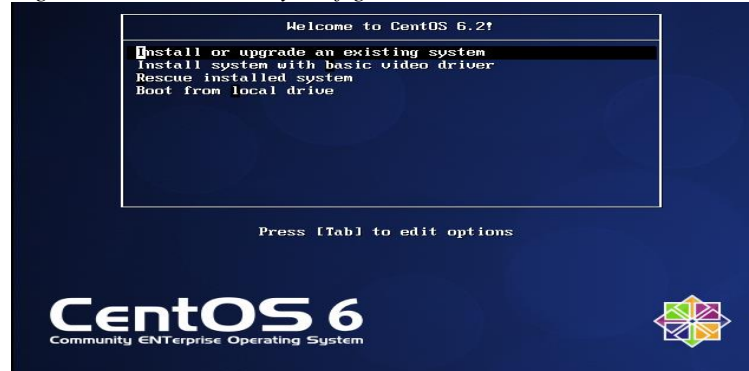 Welcome to CentOS 6.2!
Install or upgrade an existing system
Install system with basic video driver
Rescue installed system
Boot from local drive
Press [Tab] to edit options
CentOS 6
Community ENTerprise Operating System